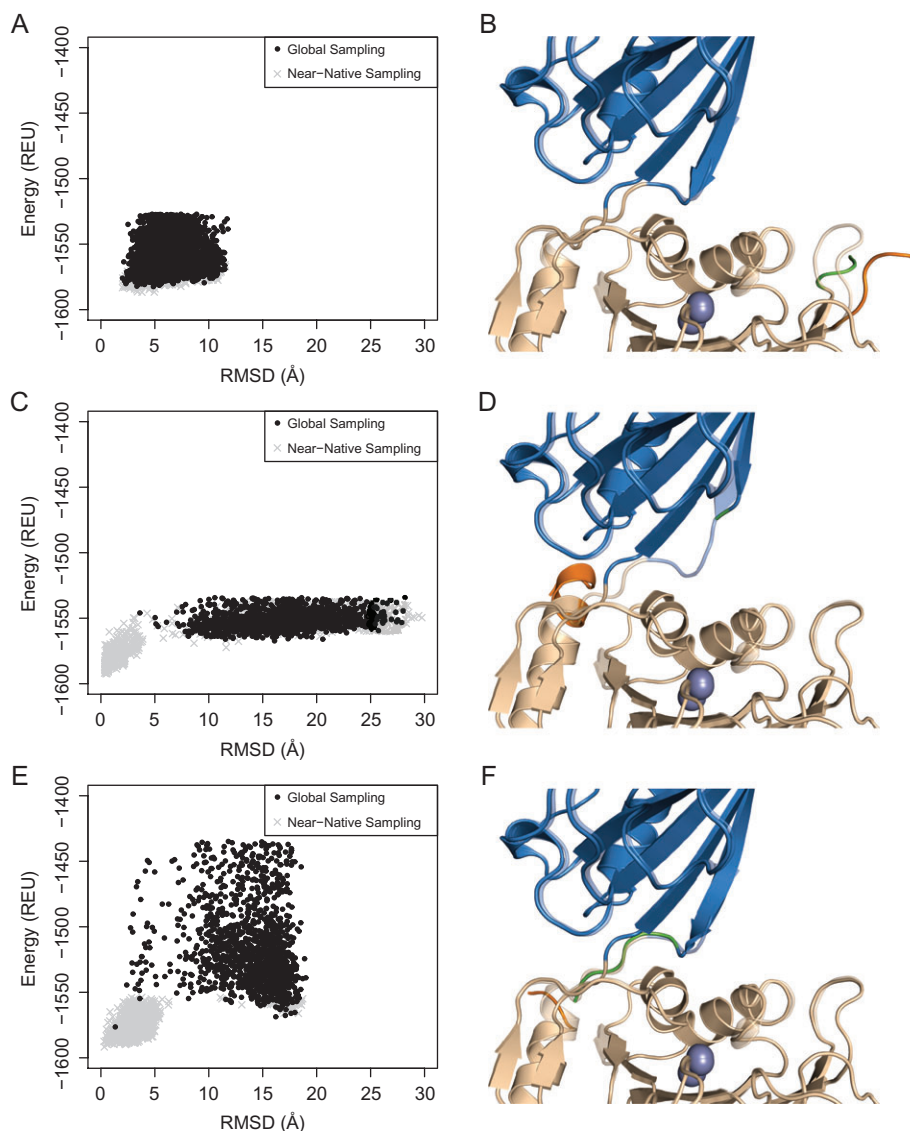 A
Energy (REU)
−1400
−1450
−1500
−1550
−1600
Global Sampling
Near−Native Sampling
0 5 10 15 20 25 30
RMSD (Å)
B
C
Energy (REU)
−1400
−1450
−1500
−1550
−1600
Global Sampling
Near−Native Sampling
0 5 10 15 20 25 30
RMSD (Å)
D
E
Energy (REU)
−1400
−1450
−1500
−1550
−1600
Global Sampling
Near−Native Sampling
0 5 10 15 20 25 30
RMSD (Å)
F